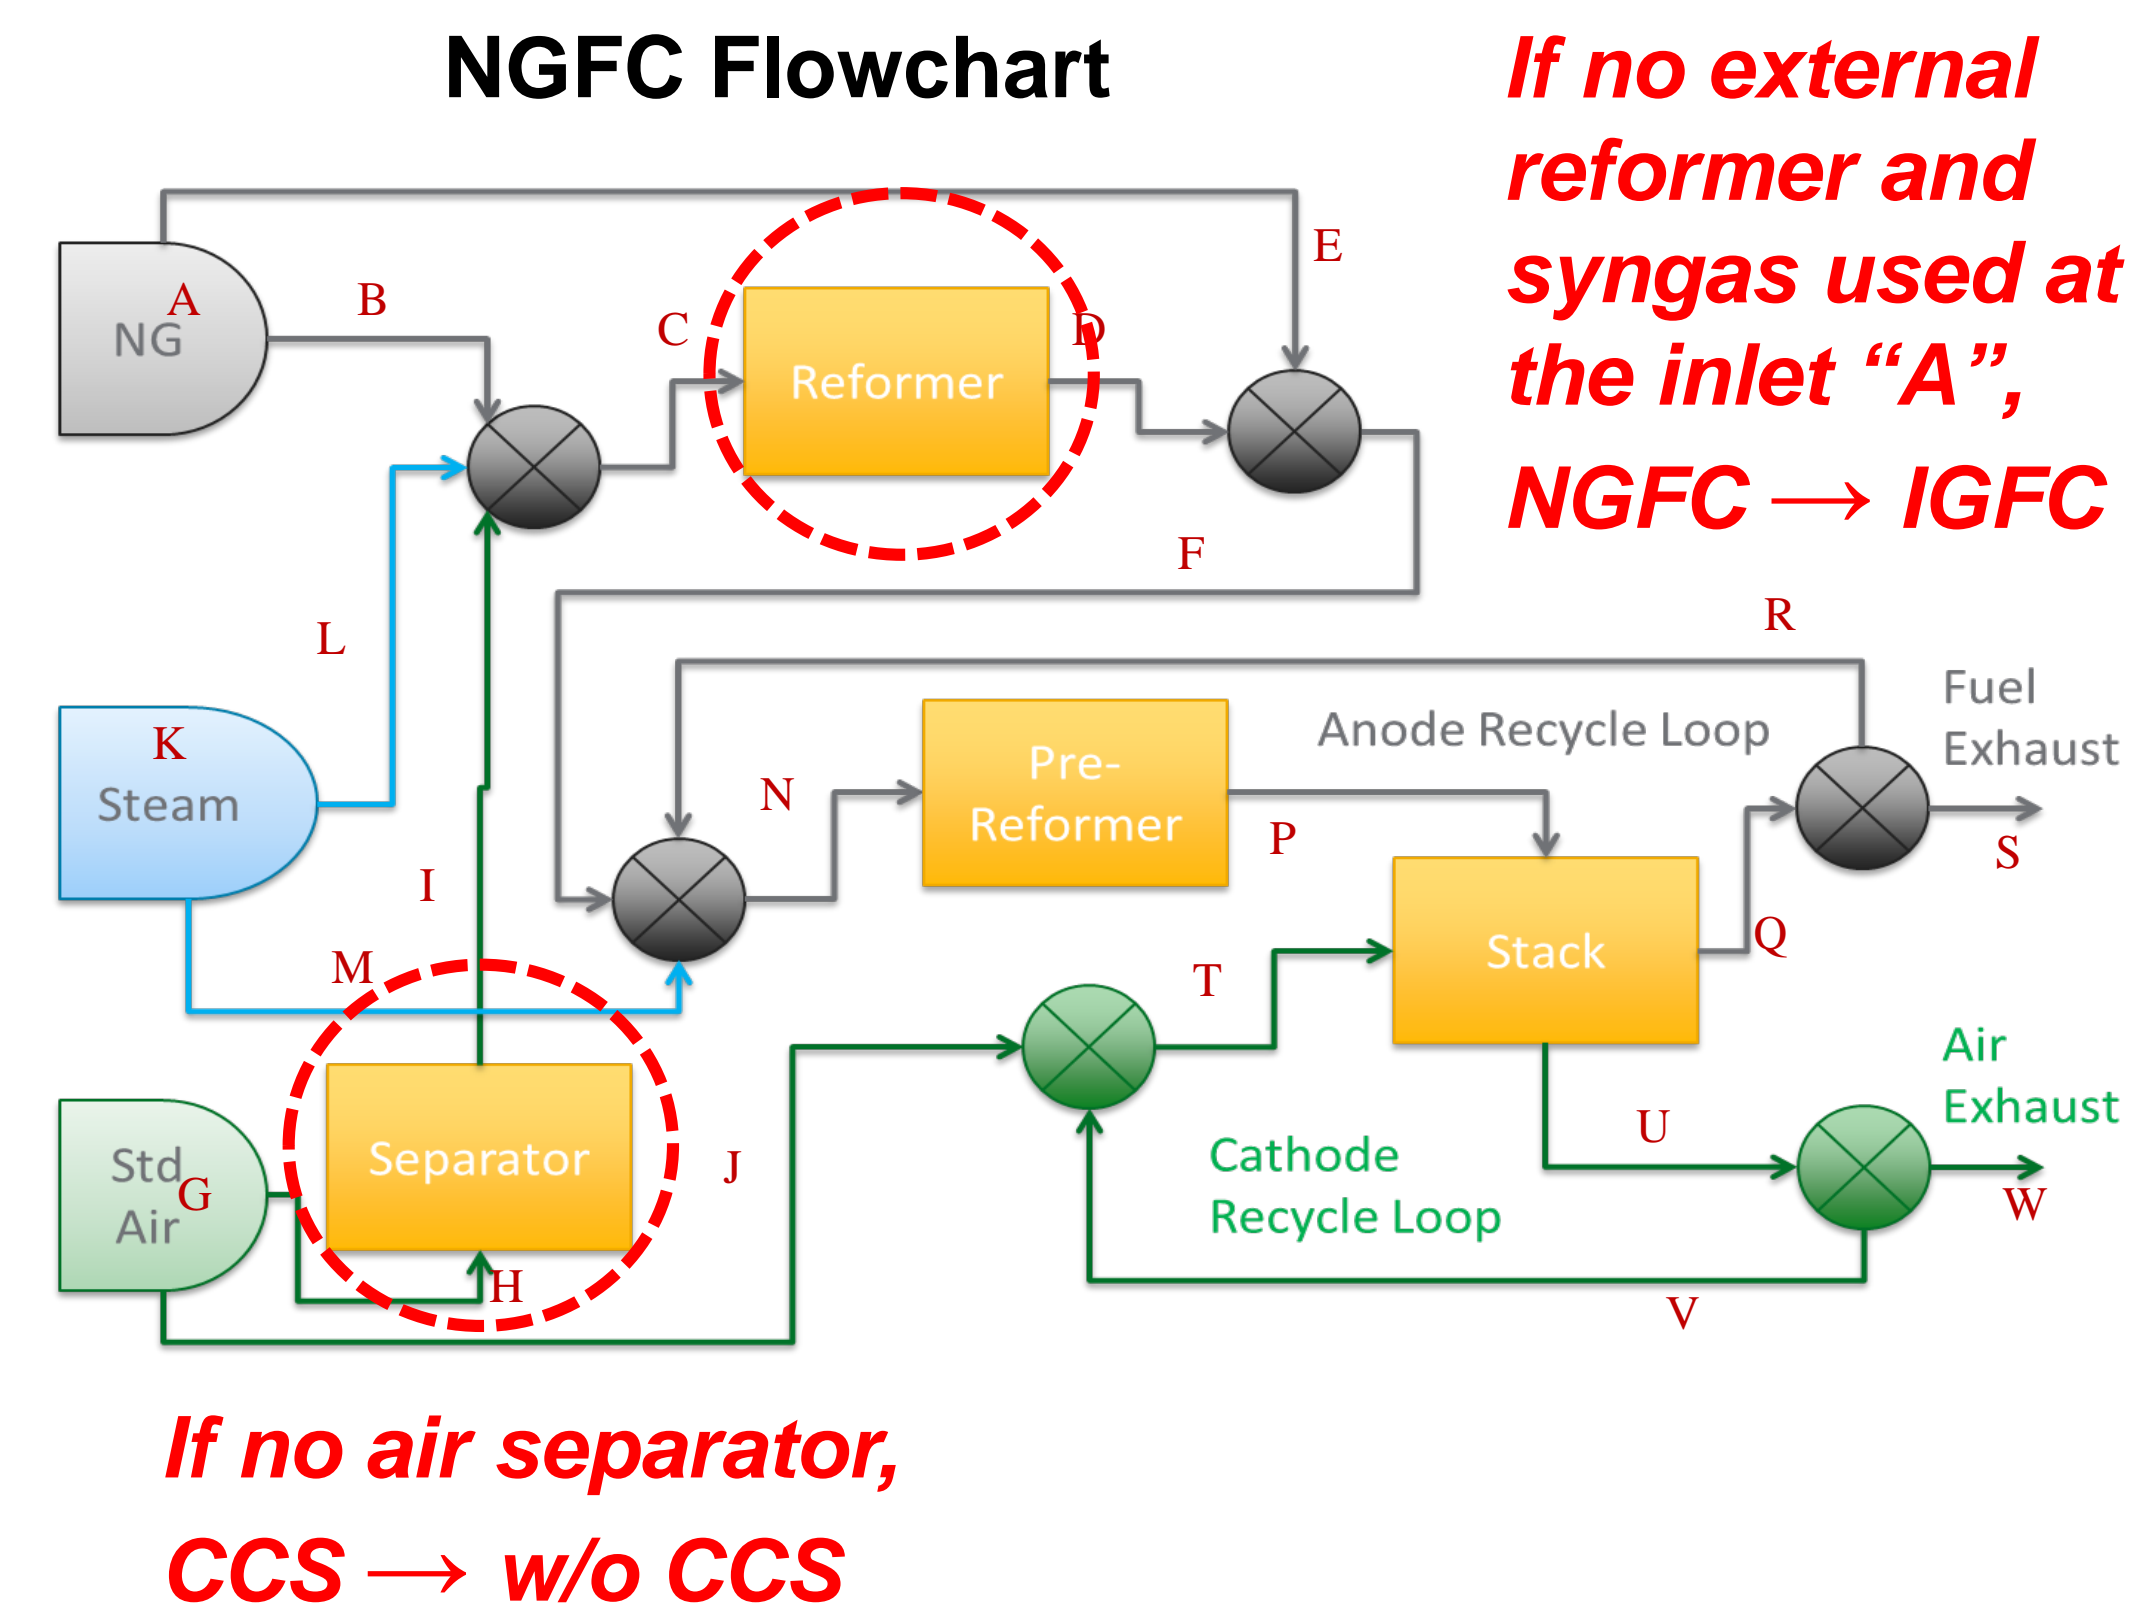 NGFC Flowchart
If no external
reformer and
syngas used at
the inlet “A”,
NGFC → IGFC
E
A
B
C
D
NG
Reformer
F
L
R
Fuel
Exhaust
K
Steam
Anode Recycle Loop
N
Pre-
Reformer
P
S
I
M
Stack
Q
T
Air
Exhaust
Std
Air
G
Separator
J
H
Cathode
Recycle Loop
U
W
V
If no air separator,
CCS → w/o CCS